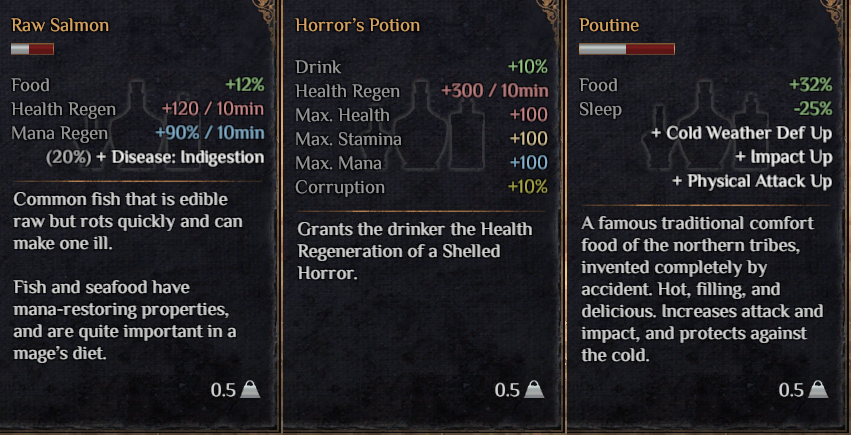 Raw Salmon
Food +12%
Health Regen +120 / 10min
Mana Regen +90% / 10min
(20%) + Disease: Indigestion
Common fish that is edible
raw but rots quickly and can
make one ill.
Fish and seafood have
mana-restoring properties,
and are quite important in a
mage's diet.
0.5
Horror's Potion
Drink +10%
Health Regen +300 / 10min
Max. Health +100
Max. Stamina +100
Max. Mana +100
Corruption +10%
Grants the drinker the Health
Regeneration of a Shelled
Horror.
0.5
Poutine
Food +32%
Sleep -25%
+ Cold Weather Def Up
+ Impact Up
+ Physical Attack Up
A famous traditional comfort
food of the northern tribes,
invented completely by
accident. Hot, filling, and
delicious. Increases attack and
impact, and protects against
the cold.
0.5